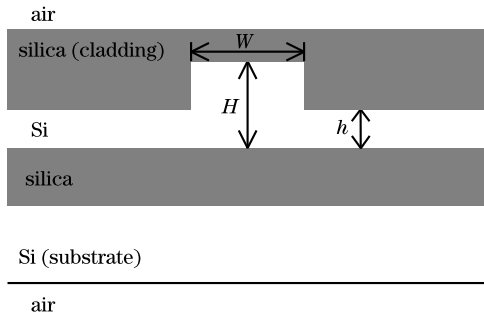 air
silica (cladding)
W
H
Si
h
silica
Si (substrate)
air